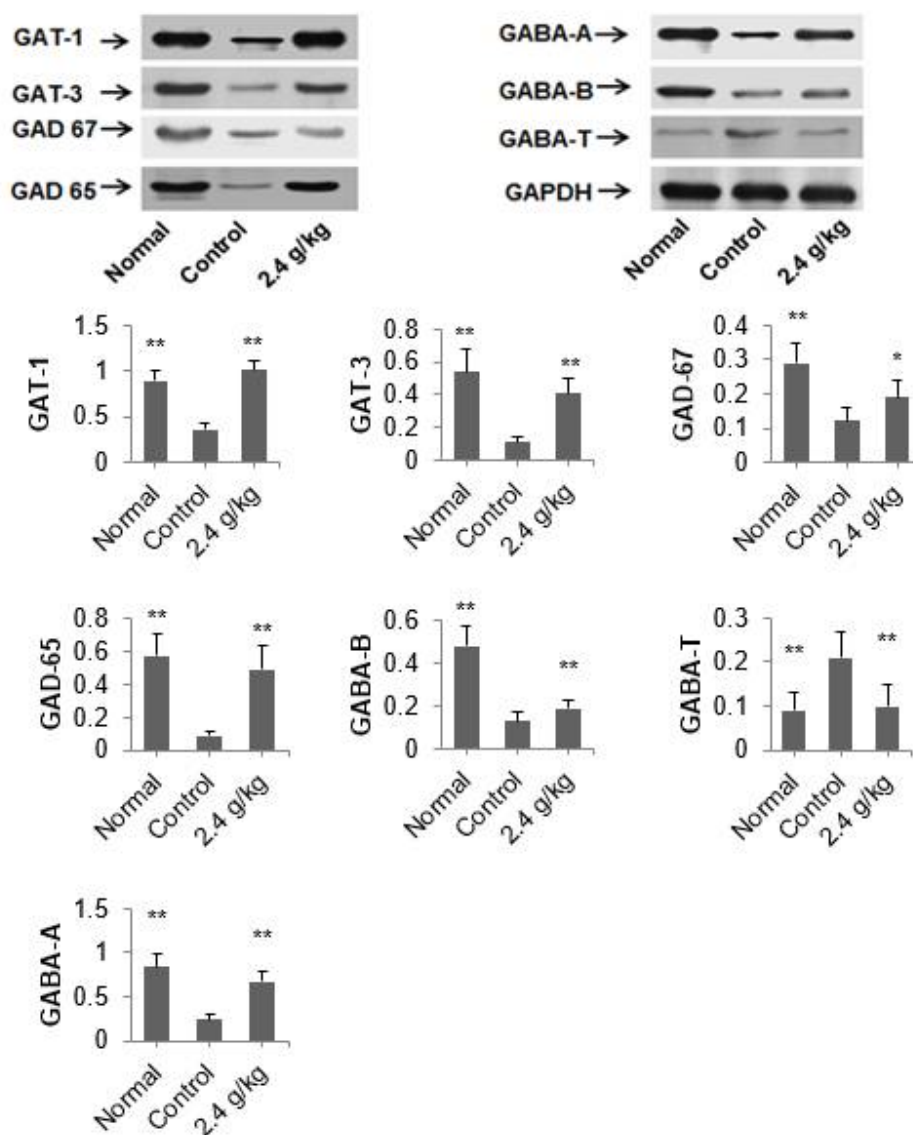 GAT-1
GAT-3
GAD 67
GAD 65
Normal
Control
2.4 g/kg
GABA-A
GABA-B
GABA-T
GAPDH
Normal
Control
2.4 g/kg
GAT-1
1.5
1
0.5
0
**
**
Normal
Control
2.4 g/kg
GAT-3
0.8
0.6
0.4
0.2
0
**
**
Normal
Control
2.4 g/kg
GAD-67
0.4
0.3
0.2
0.1
0
**
*
Normal
Control
2.4 g/kg
GAD-65
0.8
0.6
0.4
0.2
0
**
**
Normal
Control
2.4 g/kg
GABA-B
0.6
0.4
0.2
0
**
**
Normal
Control
2.4 g/kg
GABA-T
0.3
0.2
0.1
0
**
**
Normal
Control
2.4 g/kg
GABA-A
1.5
1
0.5
0
**
**
Normal
Control
2.4 g/kg